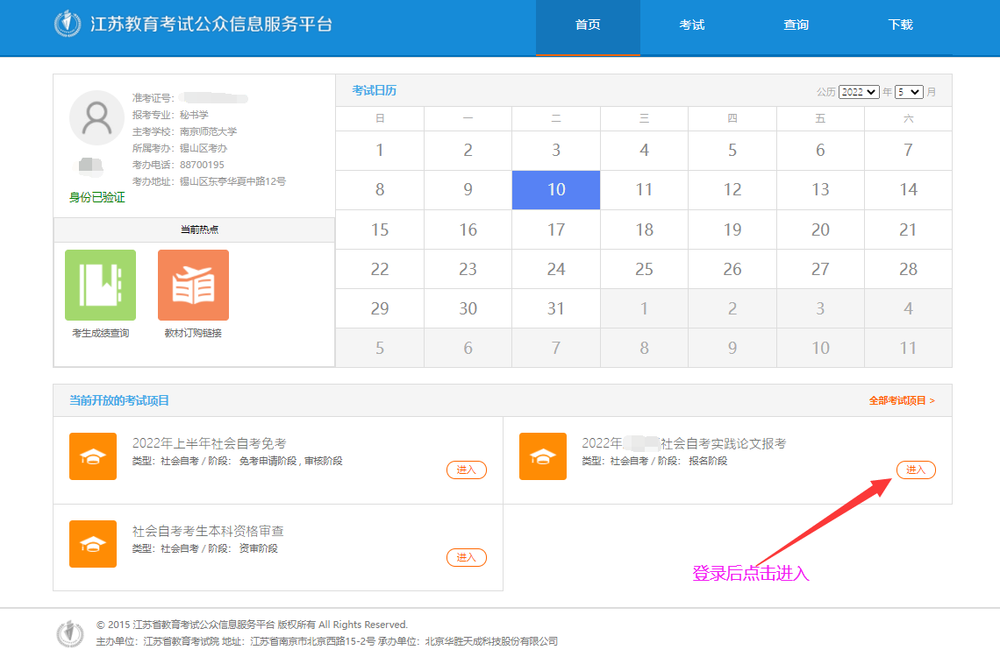 江苏教育考试公众信息服务平台
首页 考试 查询 下载
准考证号：
报考专业：秘书学
主考学校：南京师范大学
所属考办：锡山区考办
考办电话：88700195
考办地址：锡山区东亭华夏中路12号
身份已验证
当前热点
考生成绩查询 教材订购链接
考试日历
公历 2022 年 5 月
日 一 二 三 四 五 六
1 2 3 4 5 6 7
8 9 10 11 12 13 14
15 16 17 18 19 20 21
22 23 24 25 26 27 28
29 30 31 1 2 3 4
5 6 7 8 9 10 11
当前开放的考试项目
全部考试项目 >
2022年上半年社会自考免考
类型：社会自考 / 阶段： 免考申请阶段 , 审核阶段
进入
2022年 社会自考实践论文报考
类型：社会自考 / 阶段： 报名阶段
进入
社会自考考生本科资格审查
类型：社会自考 / 阶段： 资审阶段
进入
登录后点击进入
© 2015 江苏省教育考试公众信息服务平台 版权所有 All Rights Reserved.
主办单位：江苏省教育考试院 地址：江苏省南京市北京西路15-2号 承办单位：北京华胜天成科技股份有限公司